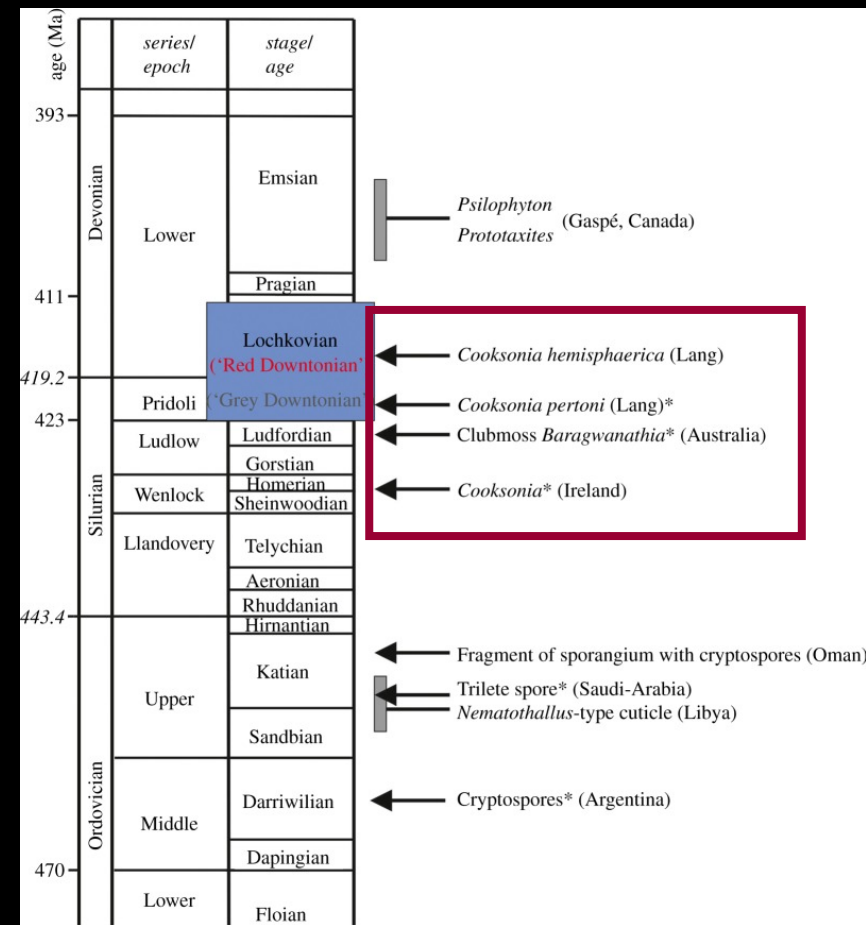 age (Ma)
series/
epoch
stage/
age
393
Devonian
Lower
Emsian
Psilophyton
Prototaxites
(Gaspé, Canada)
Pragian
411
Lochkovian
('Red Downtonian'
Cooksonia hemisphaerica (Lang)
419.2
Pridoli
('Grey Downtonian'
Cooksonia pertoni (Lang)*
423
Ludlow
Ludfordian
Clubmoss Baragwanathia* (Australia)
Gorstian
Silurian
Wenlock
Homerian
Sheinwoodian
Cooksonia* (Ireland)
Llandovery
Telychian
Aeronian
Rhuddanian
443.4
Hirnantian
Ordovician
Upper
Katian
Fragment of sporangium with cryptospores (Oman)
Trilete spore* (Saudi-Arabia)
Nematothallus-type cuticle (Libya)
Sandbian
Middle
Darriwilian
Cryptospores* (Argentina)
Dapingian
470
Lower
Floian